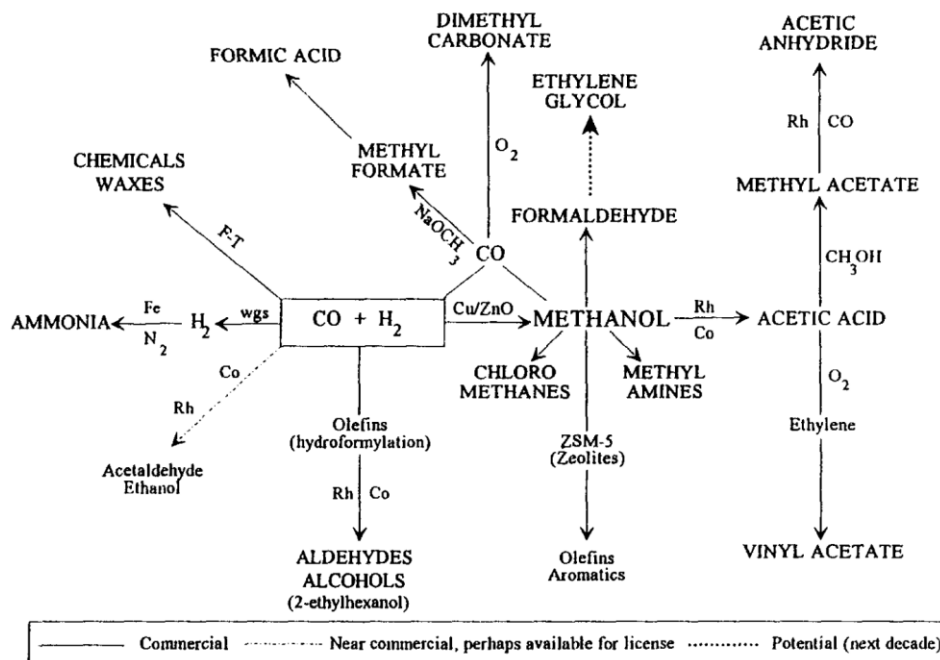 DIMETHYL
CARBONATE
ACETIC
ANHYDRIDE
FORMIC ACID
ETHYLENE
GLYCOL
Rh CO
O2
CHEMICALS
WAXES
METHYL
FORMATE
METHYL ACETATE
FORMALDEHYDE
NaOCH3
F-T
CO
CH3OH
AMMONIA
Fe
N2
H2
wgs
CO + H2
Cu/ZnO
METHANOL
Rh
Co
ACETIC ACID
Co
Rh
CHLORO
METHANES
METHYL
AMINES
O2
Olefins
(hydroformylation)
ZSM-5
(Zeolites)
Ethylene
Acetaldehyde
Ethanol
Rh Co
ALDEHYDES
ALCOHOLS
(2-ethylhexanol)
Olefins
Aromatics
VINYL ACETATE
Commercial
Near commercial, perhaps available for license
Potential (next decade)